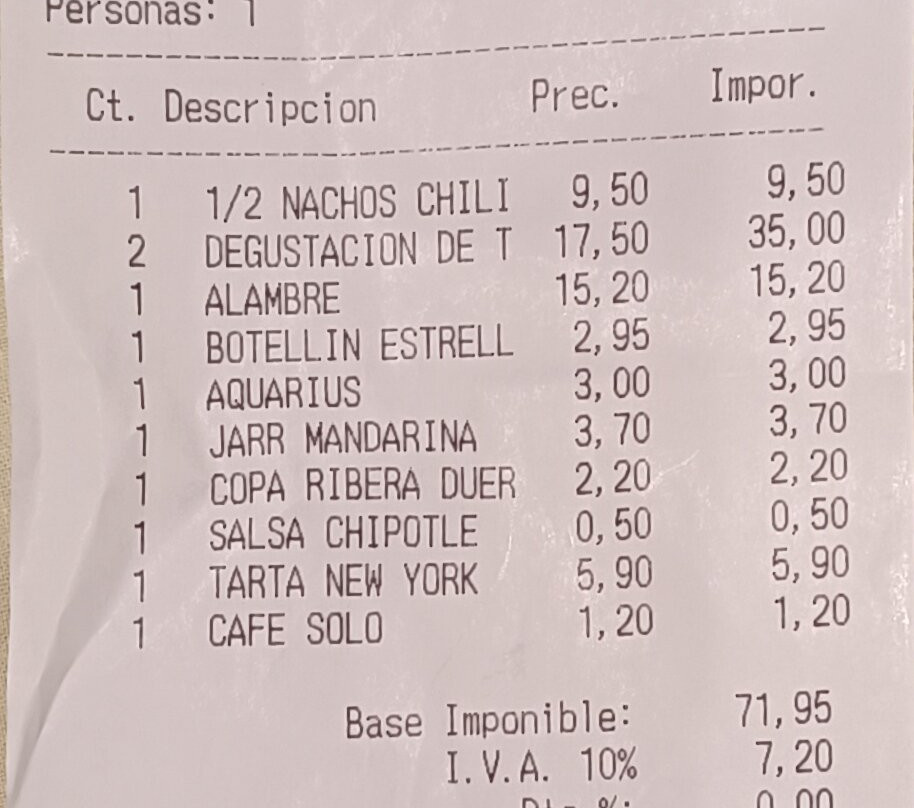 Personas: 1
Ct. Descripcion Prec. Impor.
1 1/2 NACHOS CHILI 9,50 9,50
2 DEGUSTACION DE T 17,50 35,00
1 ALAMBRE 15,20 15,20
1 BOTELLIN ESTRELL 2,95 2,95
1 AQUARIUS 3,00 3,00
1 JARR MANDARINA 3,70 3,70
1 COPA RIBERA DUER 2,20 2,20
1 SALSA CHIPOTLE 0,50 0,50
1 TARTA NEW YORK 5,90 5,90
1 CAFE SOLO 1,20 1,20
Base Imponible: 71,95
I.V.A. 10% 7,20
0,00